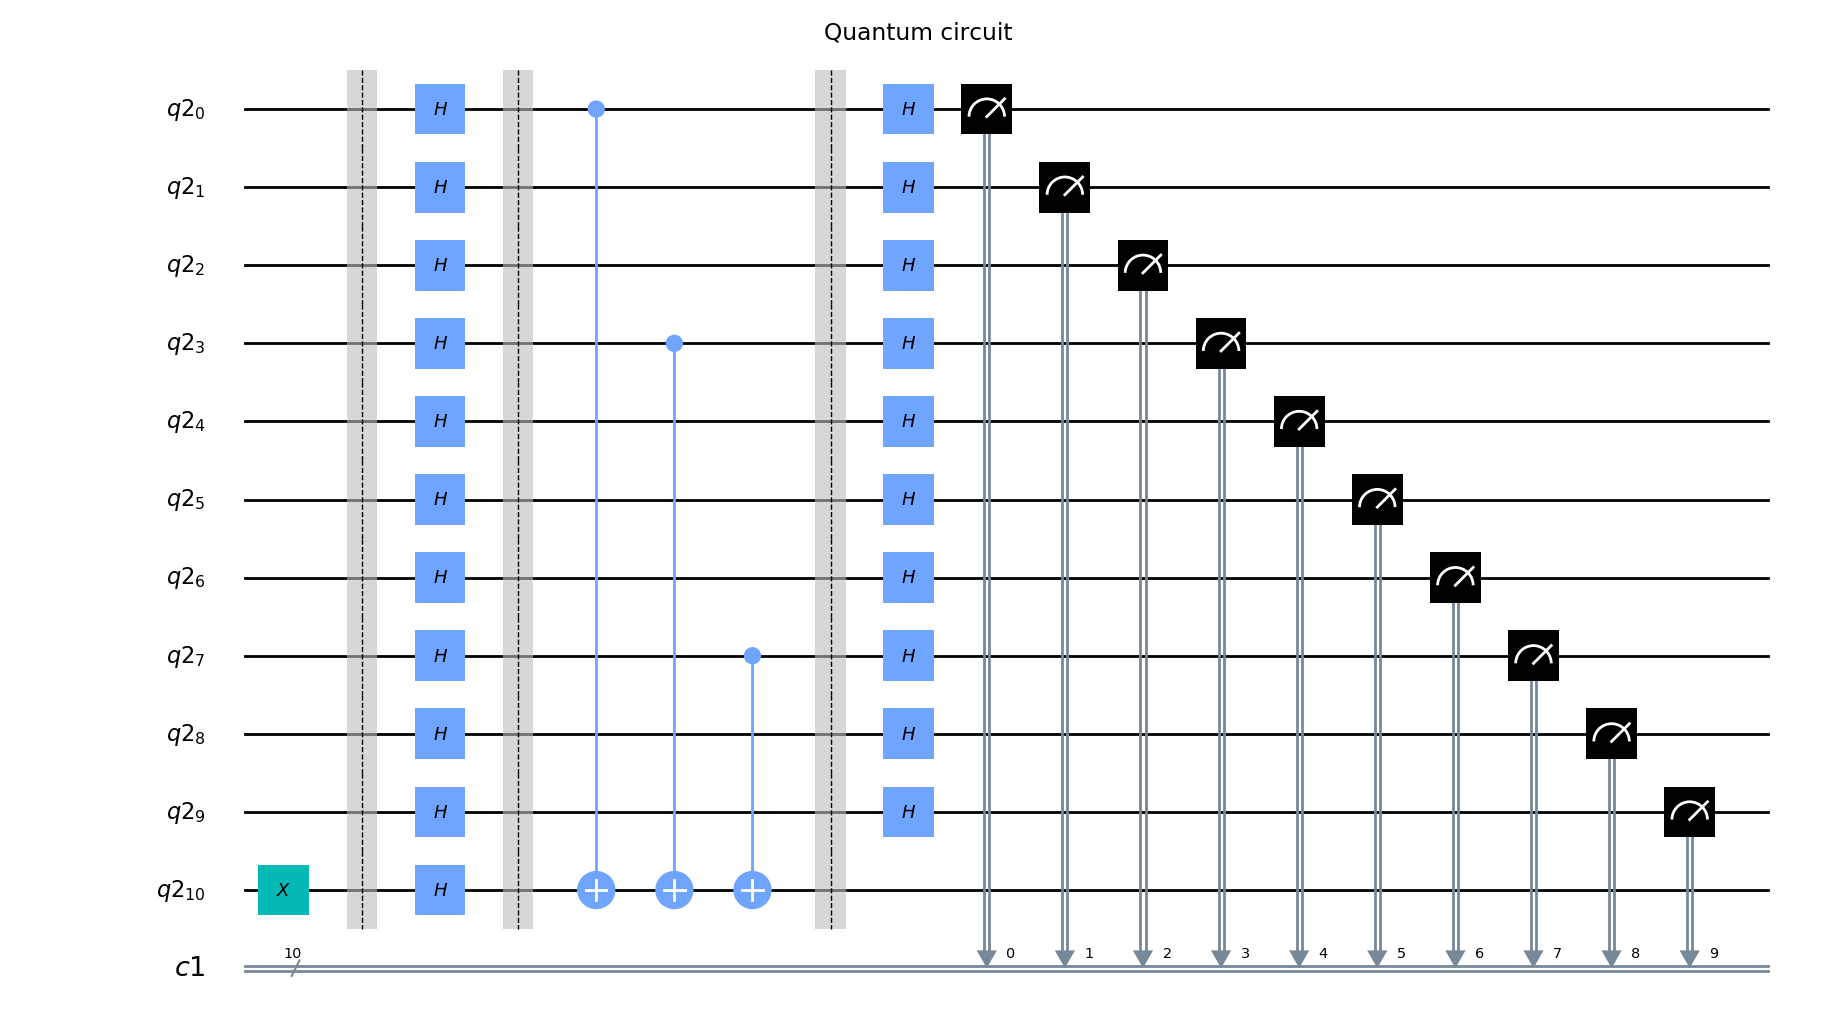 Quantum circuit
q2₀ H H
q2₁ H H
q2₂ H H
q2₃ H H
q2₄ H H
q2₅ H H
q2₆ H H
q2₇ H H
q2₈ H H
q2₉ H H
q2₁₀ X H
10 0 1 2 3 4 5 6 7 8 9
c1